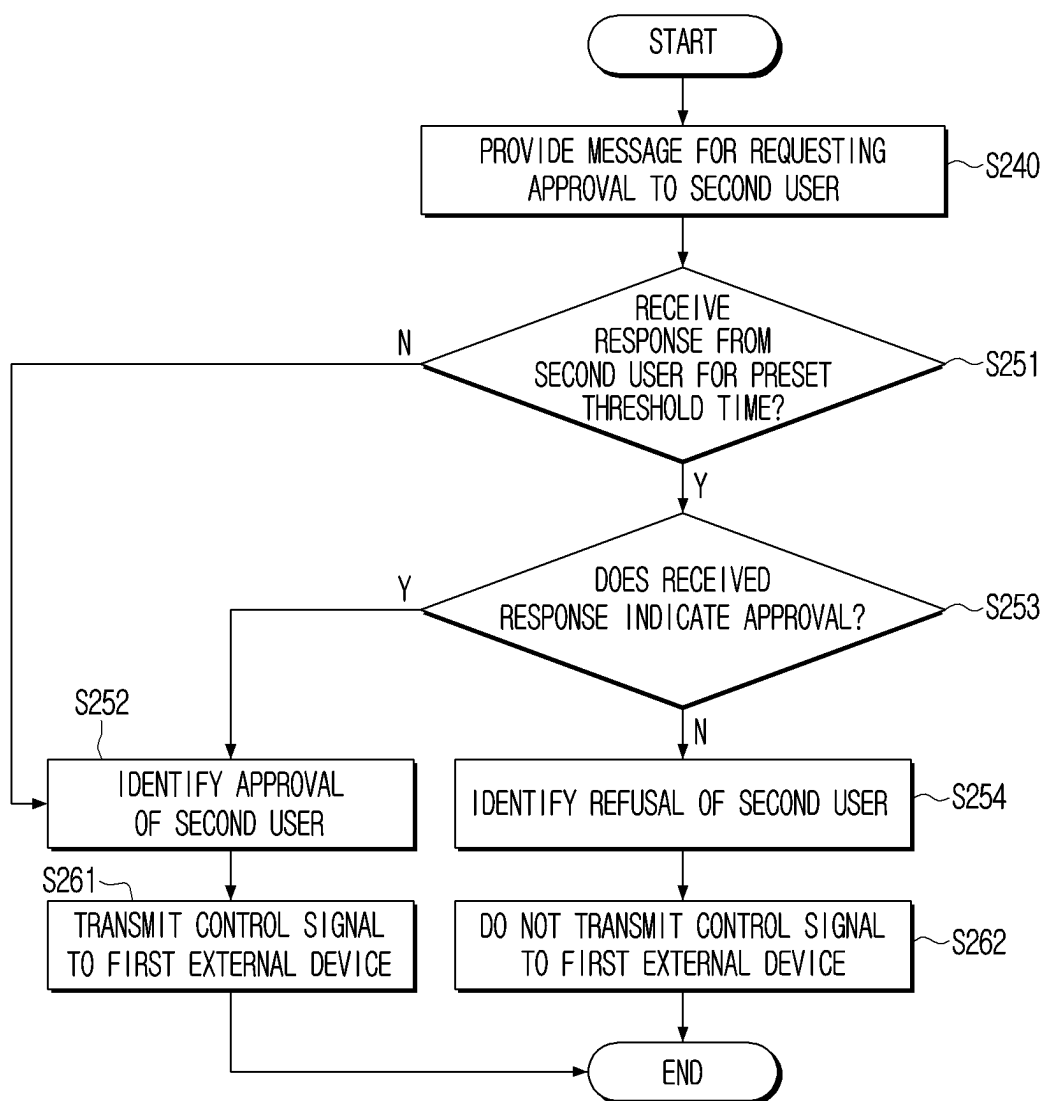 START
PROVIDE MESSAGE FOR REQUESTING
APPROVAL TO SECOND USER
S240
RECEIVE
RESPONSE FROM
SECOND USER FOR PRESET
THRESHOLD TIME?
S251
N
Y
DOES RECEIVED
RESPONSE INDICATE APPROVAL?
S253
Y
N
S252
IDENTIFY APPROVAL
OF SECOND USER
IDENTIFY REFUSAL OF SECOND USER
S254
S261
TRANSMIT CONTROL SIGNAL
TO FIRST EXTERNAL DEVICE
DO NOT TRANSMIT CONTROL SIGNAL
TO FIRST EXTERNAL DEVICE
S262
END